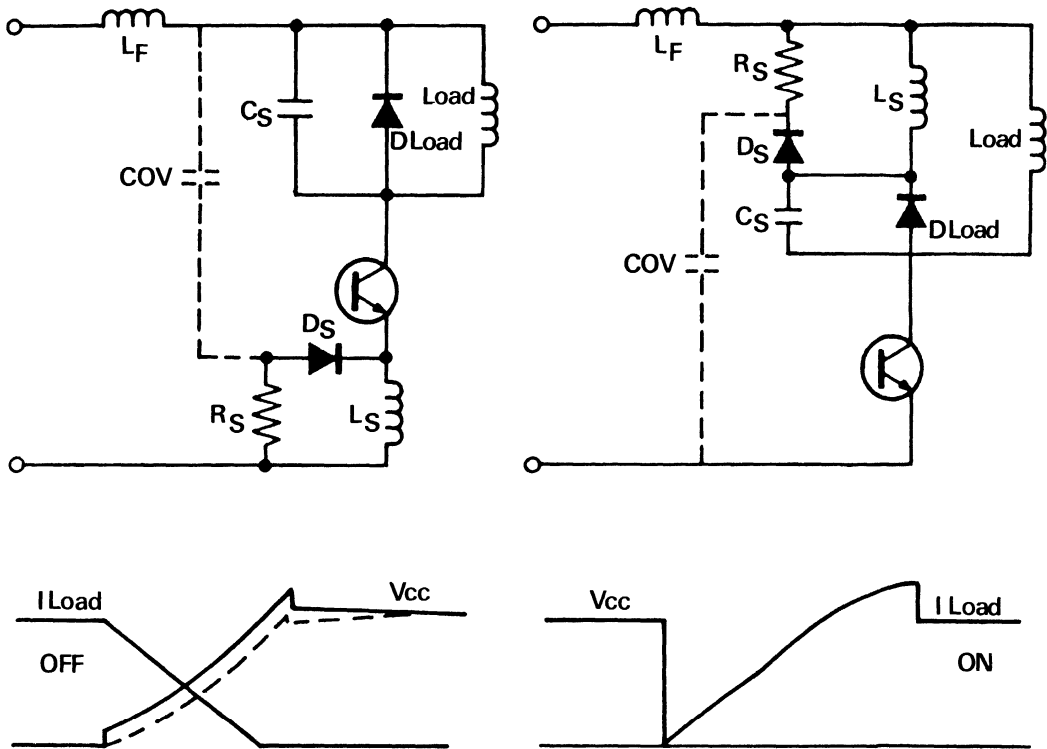 LF
CS
Load
DLoad
COV
DS
RS
LS
LF
RS
LS
DS
Load
CS
DLoad
COV
I Load
Vcc
OFF
Vcc
I Load
ON